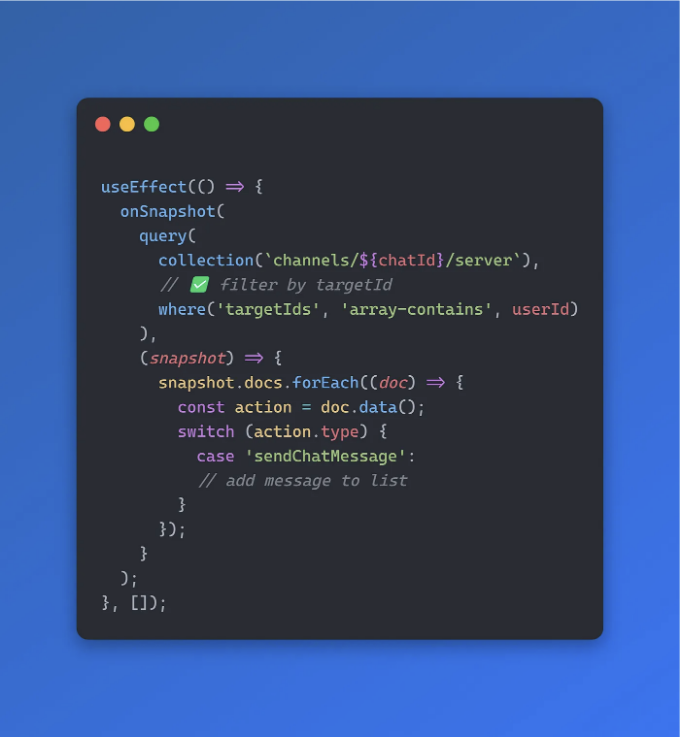 useEffect(() => {
onSnapshot(
query(
collection(`channels/${chatId}/server`),
// ✅ filter by targetId
where('targetIds', 'array-contains', userId)
),
(snapshot) => {
snapshot.docs.forEach((doc) => {
const action = doc.data();
switch (action.type) {
case 'sendChatMessage':
// add message to list
}
});
}
);
}, []);